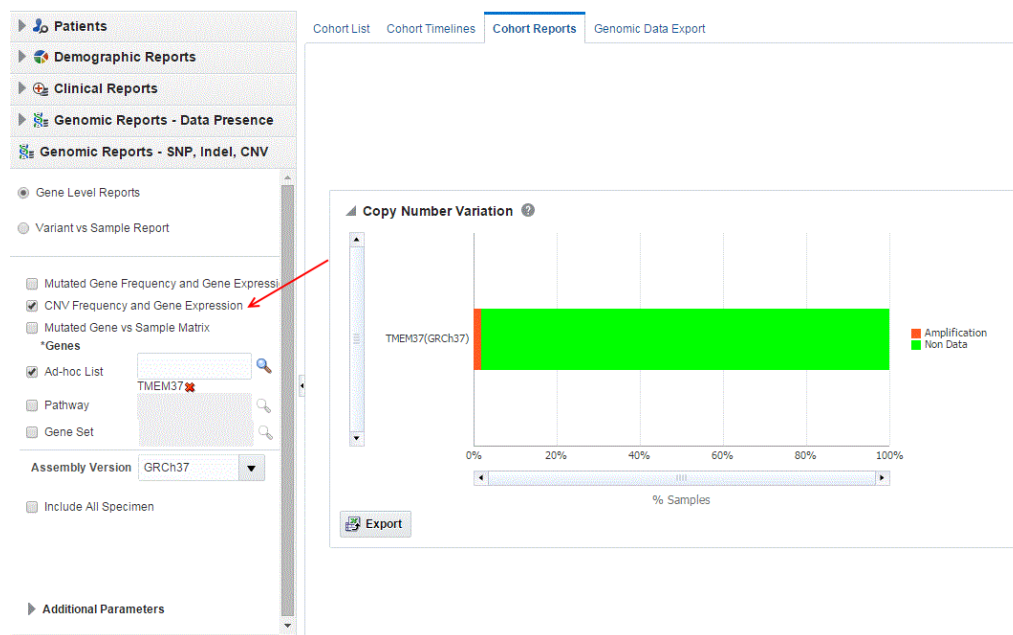 Patients
Demographic Reports
Clinical Reports
Genomic Reports - Data Presence
Genomic Reports - SNP, Indel, CNV
Gene Level Reports
Variant vs Sample Report
Mutated Gene Frequency and Gene Expressi
CNV Frequency and Gene Expression
Mutated Gene vs Sample Matrix
*Genes
Ad-hoc List
TMEM37
Pathway
Gene Set
Assembly Version GRCh37
Include All Specimen
Additional Parameters
Cohort List Cohort Timelines Cohort Reports Genomic Data Export
Copy Number Variation ?
TMEM37(GRCh37)
Amplification
Non Data
0% 20% 40% 60% 80% 100%
% Samples
Export